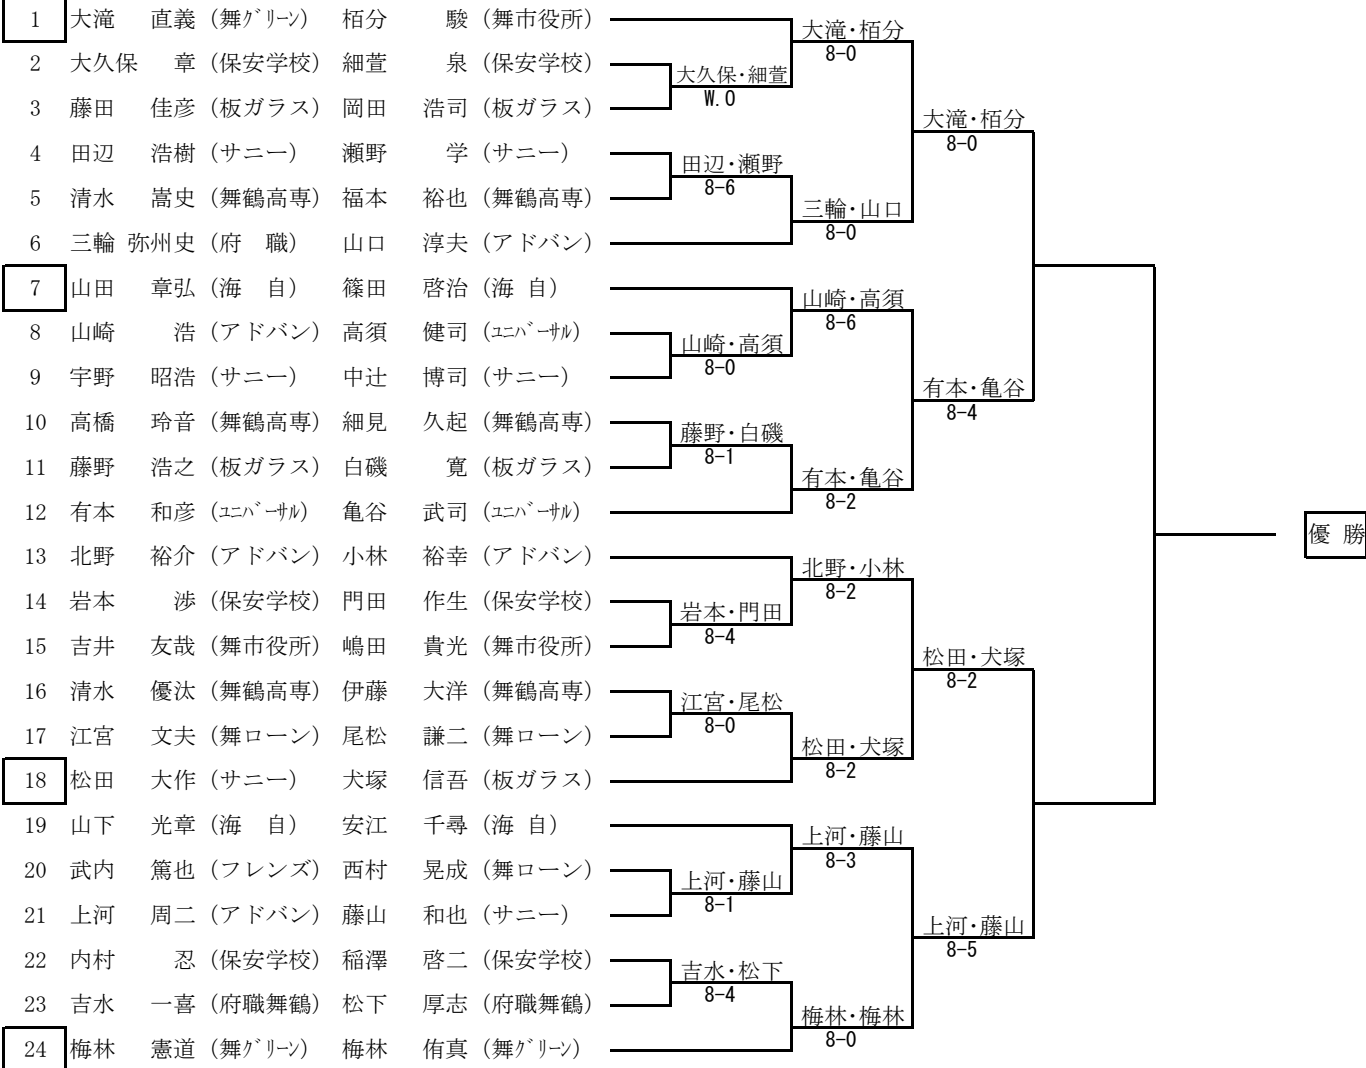 1 大滝 直義 (舞グリーン) 栢分 駿 (舞市役所)
大滝・栢分
8-0
2 大久保 章 (保安学校) 細萱 泉 (保安学校)
大久保・細萱
W.O
3 藤田 佳彦 (板ガラス) 岡田 浩司 (板ガラス)
大滝・栢分
8-0
4 田辺 浩樹 (サニー) 瀬野 学 (サニー)
田辺・瀬野
8-6
5 清水 嵩史 (舞鶴高専) 福本 裕也 (舞鶴高専)
三輪・山口
8-0
6 三輪 弥州史 (府 職) 山口 淳夫 (アドバン)
7 山田 章弘 (海 自) 篠田 啓治 (海 自)
山崎・高須
8-6
8 山崎 浩 (アドバン) 高須 健司 (ユニバーサル)
山崎・高須
8-0
9 宇野 昭浩 (サニー) 中辻 博司 (サニー)
有本・亀谷
8-4
10 高橋 玲音 (舞鶴高専) 細見 久起 (舞鶴高専)
藤野・白磯
8-1
11 藤野 浩之 (板ガラス) 白磯 寛 (板ガラス)
有本・亀谷
8-2
12 有本 和彦 (ユニバーサル) 亀谷 武司 (ユニバーサル)
優 勝
13 北野 裕介 (アドバン) 小林 裕幸 (アドバン)
北野・小林
8-2
14 岩本 渉 (保安学校) 門田 作生 (保安学校)
岩本・門田
8-4
15 吉井 友哉 (舞市役所) 嶋田 貴光 (舞市役所)
松田・犬塚
8-2
16 清水 優汰 (舞鶴高専) 伊藤 大洋 (舞鶴高専)
江宮・尾松
8-0
17 江宮 文夫 (舞ローン) 尾松 謙二 (舞ローン)
松田・犬塚
8-2
18 松田 大作 (サニー) 犬塚 信吾 (板ガラス)
19 山下 光章 (海 自) 安江 千尋 (海 自)
上河・藤山
8-3
20 武内 篤也 (フレンズ) 西村 晃成 (舞ローン)
上河・藤山
8-1
21 上河 周二 (アドバン) 藤山 和也 (サニー)
上河・藤山
8-5
22 内村 忍 (保安学校) 稲澤 啓二 (保安学校)
吉水・松下
8-4
23 吉水 一喜 (府職舞鶴) 松下 厚志 (府職舞鶴)
梅林・梅林
8-0
24 梅林 憲道 (舞グリーン) 梅林 侑真 (舞グリーン)